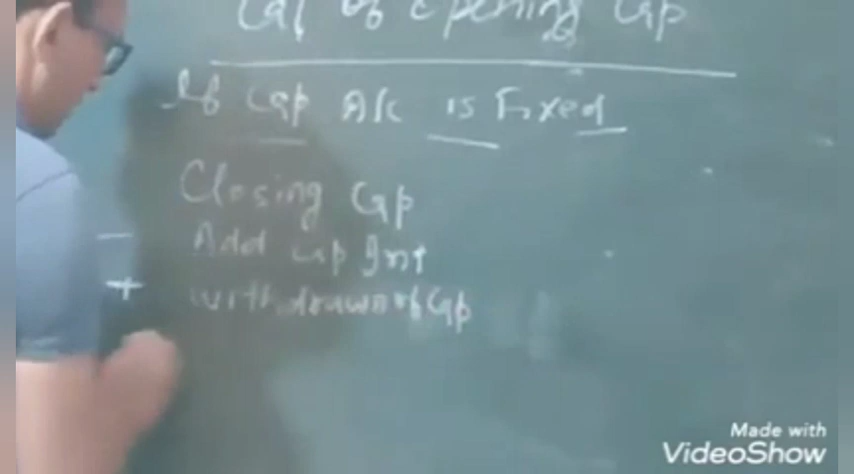 Cal of Opening Cap
If Cap A/c is Fixed
Closing Cap
- Add Cap Int
+ withdrawn of Cap
Made with
VideoShow